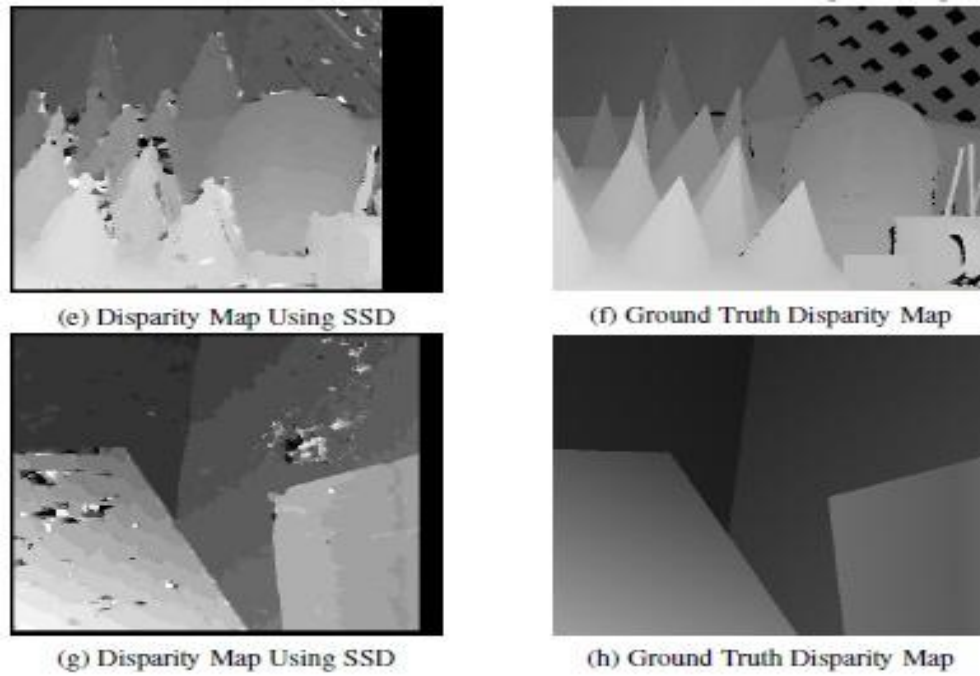 (e) Disparity Map Using SSD
(f) Ground Truth Disparity Map
(g) Disparity Map Using SSD
(h) Ground Truth Disparity Map